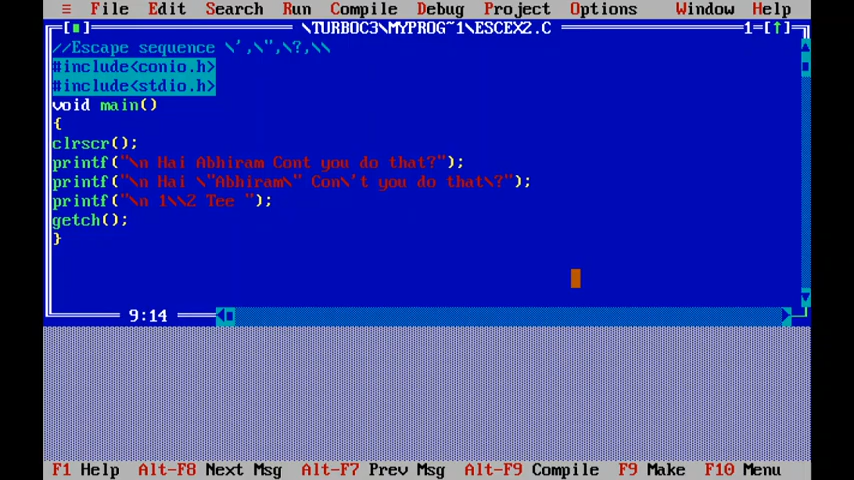 ≡ File Edit Search Run Compile Debug Project Options Window Help
[■] \TURBOC3\MYPROG~1\ESCEX2.C 1=[↑]
//Escape sequence \',\",\?,\\
#include<conio.h>
#include<stdio.h>
void main()
{
clrscr();
printf("\n Hai Abhiram Cont you do that?");
printf("\n Hai \"Abhiram\" Con\'t you do that\?");
printf("\n 1\\2 Tee ");
getch();
}
9:14
F1 Help Alt-F8 Next Msg Alt-F7 Prev Msg Alt-F9 Compile F9 Make F10 Menu